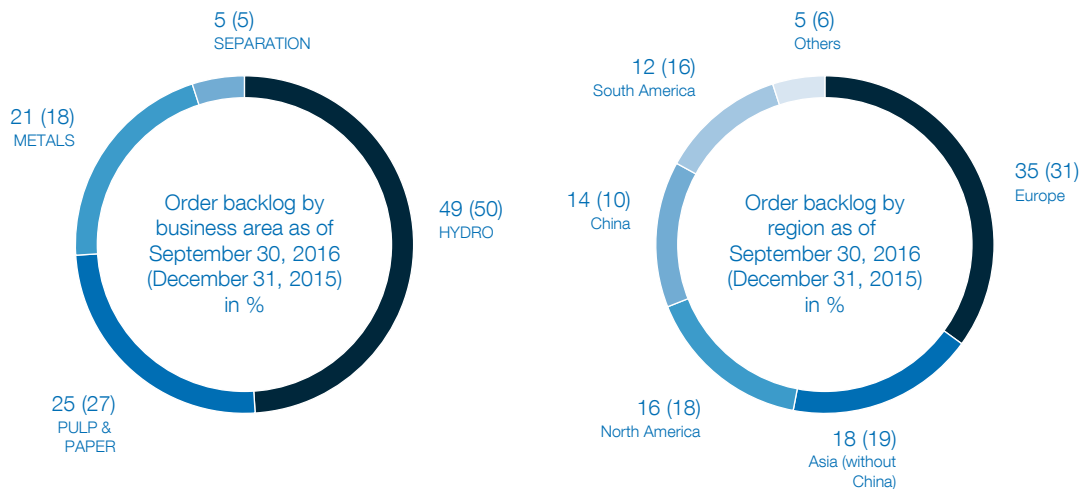 5 (5)
SEPARATION
21 (18)
METALS
Order backlog by
business area as of
September 30, 2016
(December 31, 2015)
in %
49 (50)
HYDRO
25 (27)
PULP &
PAPER
5 (6)
Others
12 (16)
South America
14 (10)
China
Order backlog by
region as of
September 30, 2016
(December 31, 2015)
in %
35 (31)
Europe
16 (18)
North America
18 (19)
Asia (without
China)